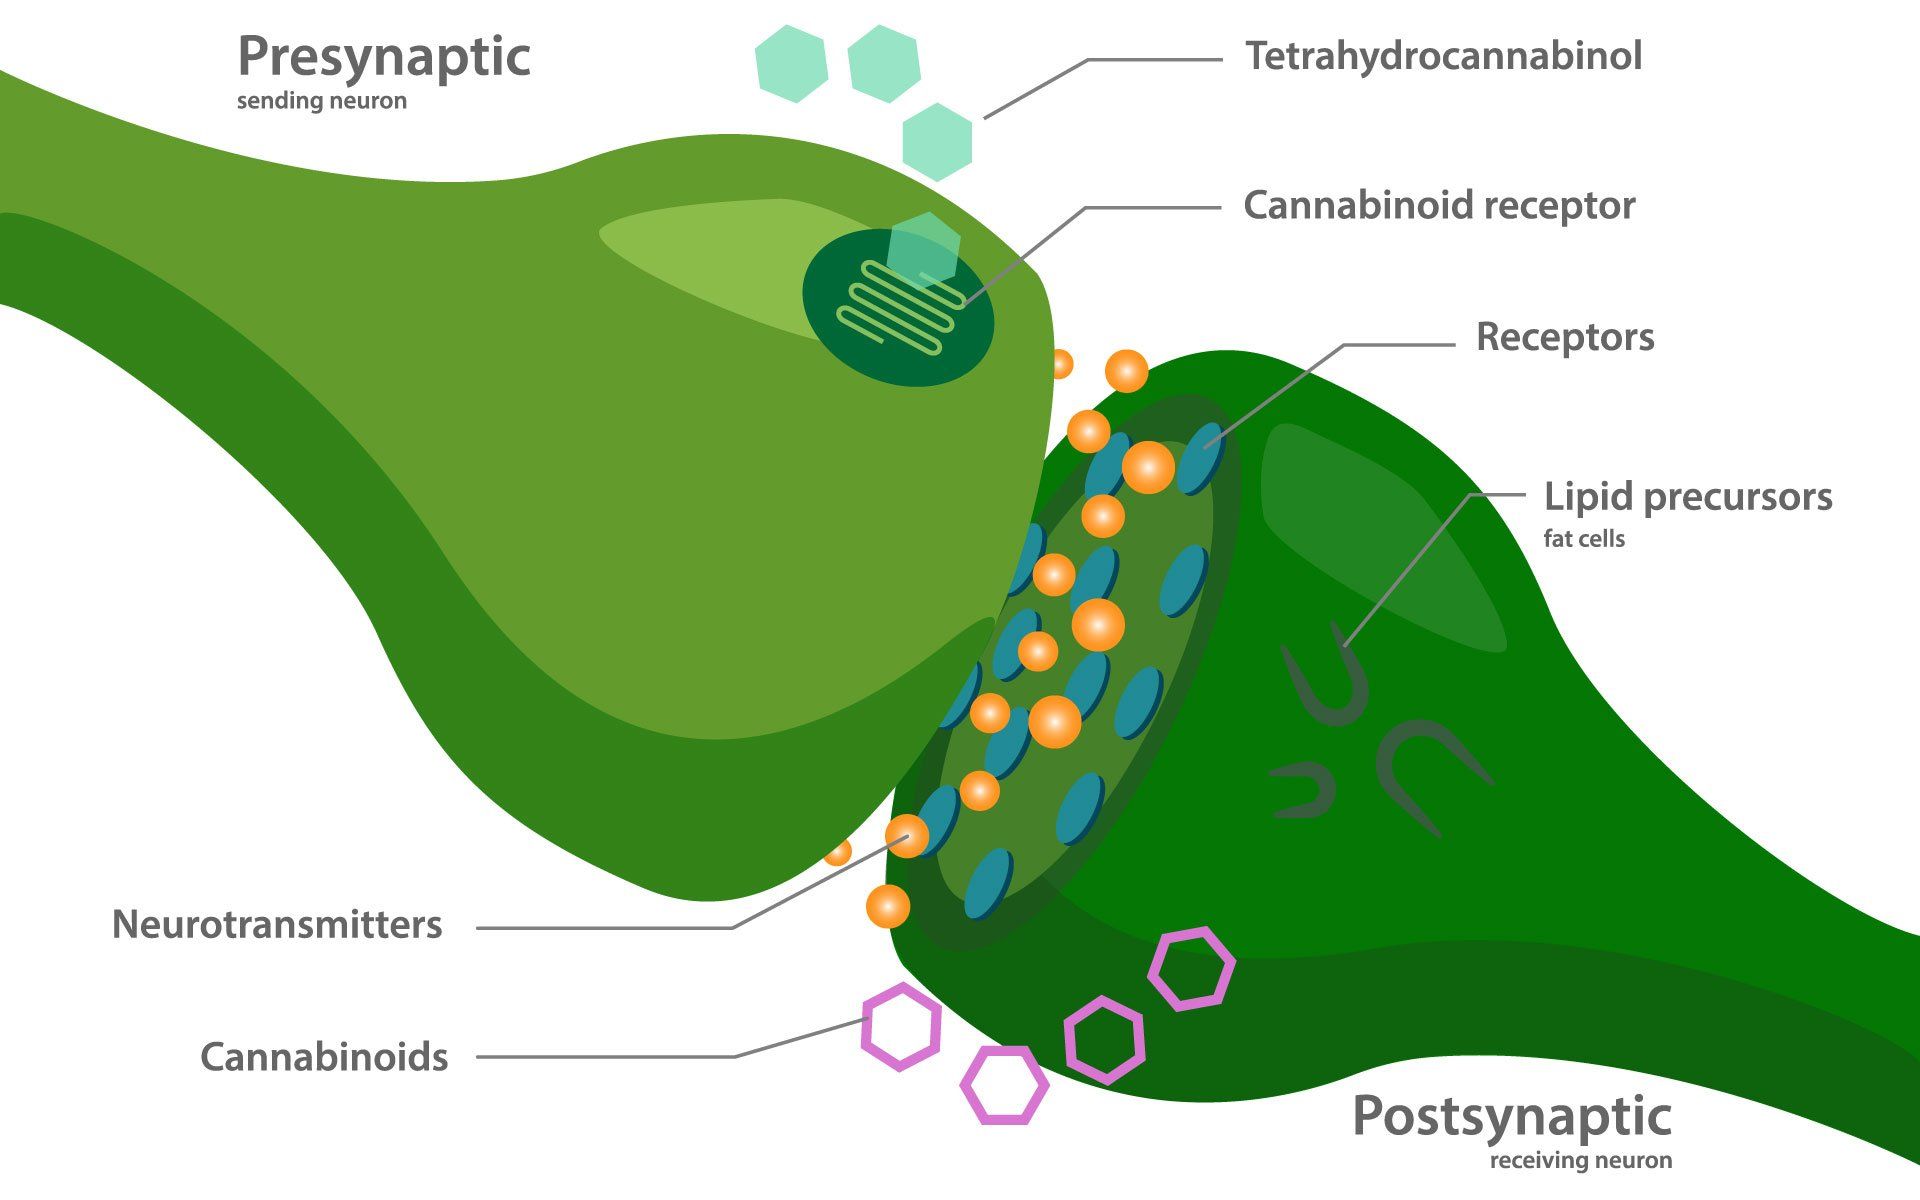 Presynaptic
sending neuron
Tetrahydrocannabinol
Cannabinoid receptor
Receptors
Lipid precursors
fat cells
Neurotransmitters
Cannabinoids
Postsynaptic
receiving neuron